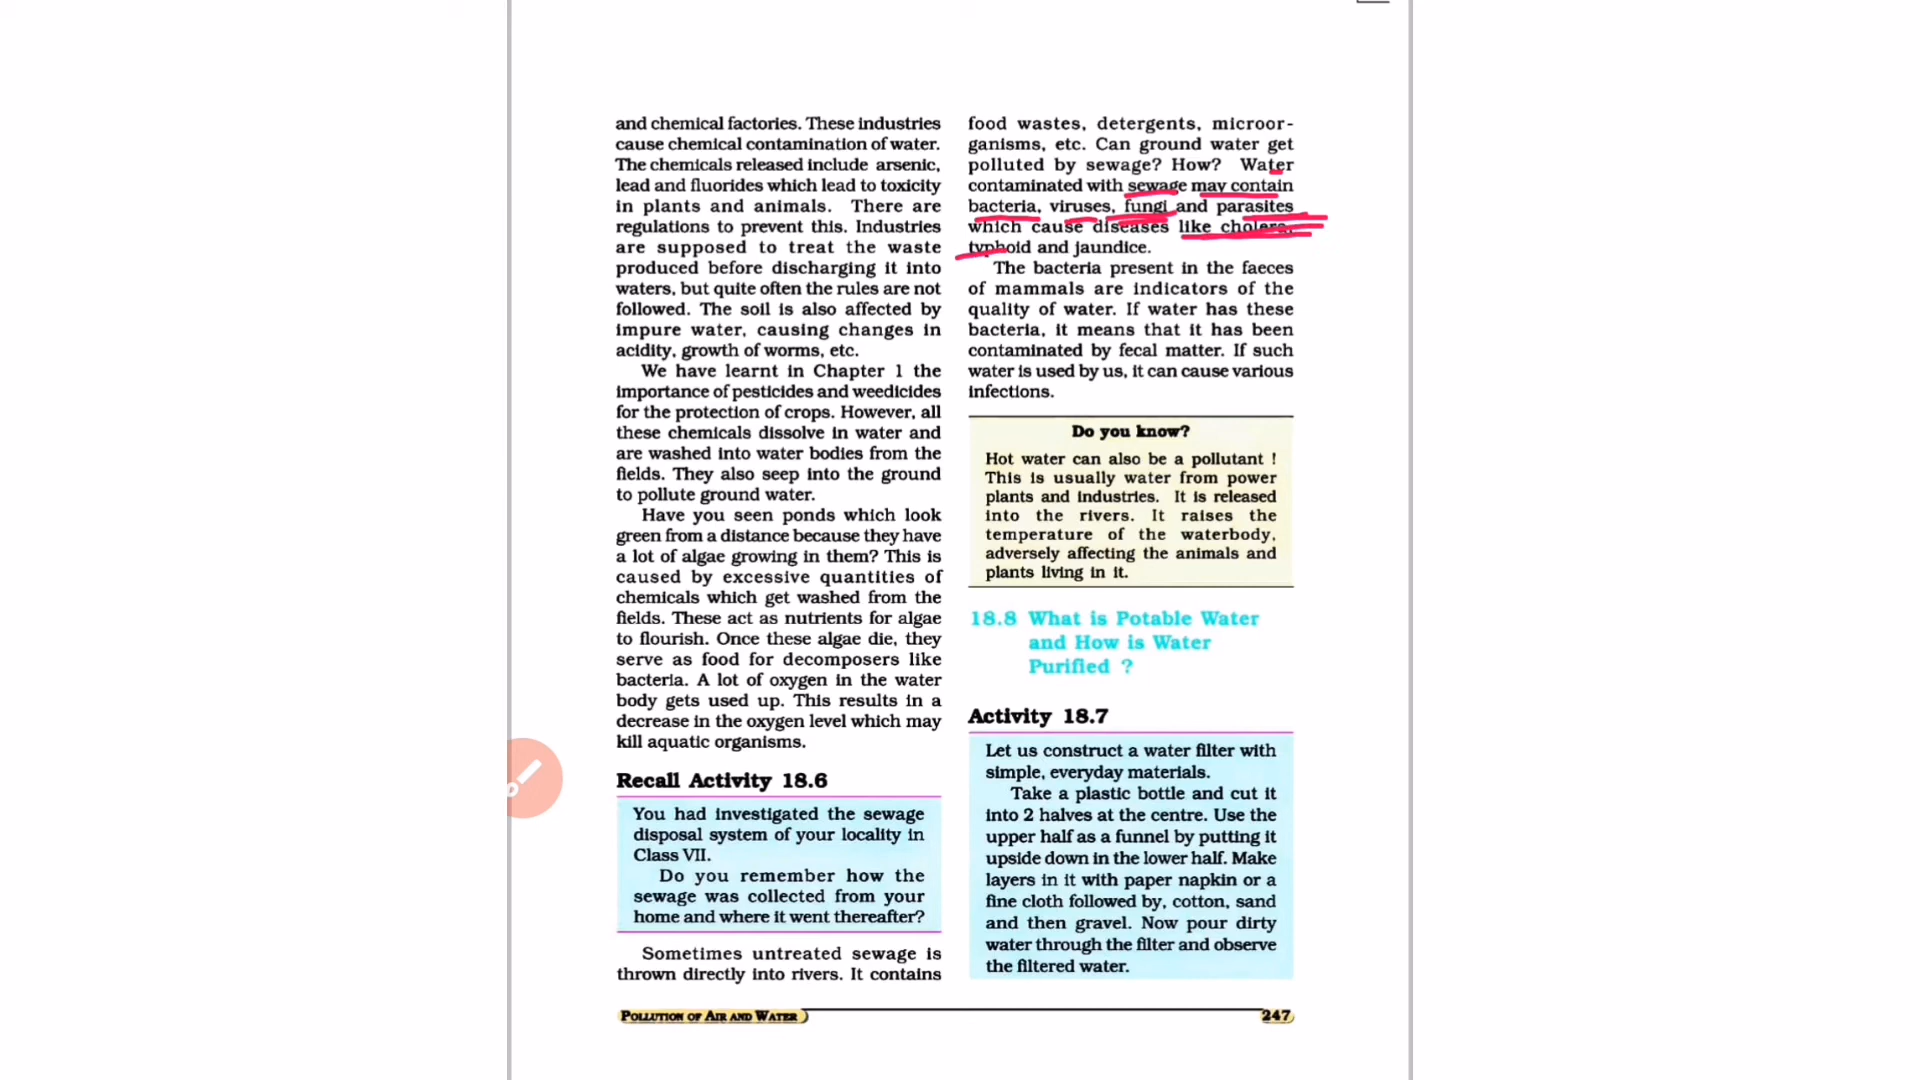 and chemical factories. These industries
cause chemical contamination of water.
The chemicals released include arsenic,
lead and fluorides which lead to toxicity
in plants and animals. There are
regulations to prevent this. Industries
are supposed to treat the waste
produced before discharging it into
waters, but quite often the rules are not
followed. The soil is also affected by
impure water, causing changes in
acidity, growth of worms, etc.
We have learnt in Chapter 1 the
importance of pesticides and weedicides
for the protection of crops. However, all
these chemicals dissolve in water and
are washed into water bodies from the
fields. They also seep into the ground
to pollute ground water.
Have you seen ponds which look
green from a distance because they have
a lot of algae growing in them? This is
caused by excessive quantities of
chemicals which get washed from the
fields. These act as nutrients for algae
to flourish. Once these algae die, they
serve as food for decomposers like
bacteria. A lot of oxygen in the water
body gets used up. This results in a
decrease in the oxygen level which may
kill aquatic organisms.
Recall Activity 18.6
You had investigated the sewage
disposal system of your locality in
Class VII.
Do you remember how the
sewage was collected from your
home and where it went thereafter?
Sometimes untreated sewage is
thrown directly into rivers. It contains
food wastes, detergents, microor-
ganisms, etc. Can ground water get
polluted by sewage? How? Water
contaminated with sewage may contain
bacteria, viruses, fungi and parasites
which cause diseases like cholera,
typhoid and jaundice.
The bacteria present in the faeces
of mammals are indicators of the
quality of water. If water has these
bacteria, it means that it has been
contaminated by fecal matter. If such
water is used by us, it can cause various
infections.
Do you know?
Hot water can also be a pollutant !
This is usually water from power
plants and industries. It is released
into the rivers. It raises the
temperature of the waterbody,
adversely affecting the animals and
plants living in it.
18.8 What is Potable Water
and How is Water
Purified ?
Activity 18.7
Let us construct a water filter with
simple, everyday materials.
Take a plastic bottle and cut it
into 2 halves at the centre. Use the
upper half as a funnel by putting it
upside down in the lower half. Make
layers in it with paper napkin or a
fine cloth followed by, cotton, sand
and then gravel. Now pour dirty
water through the filter and observe
the filtered water.
POLLUTION OF AIR AND WATER
247